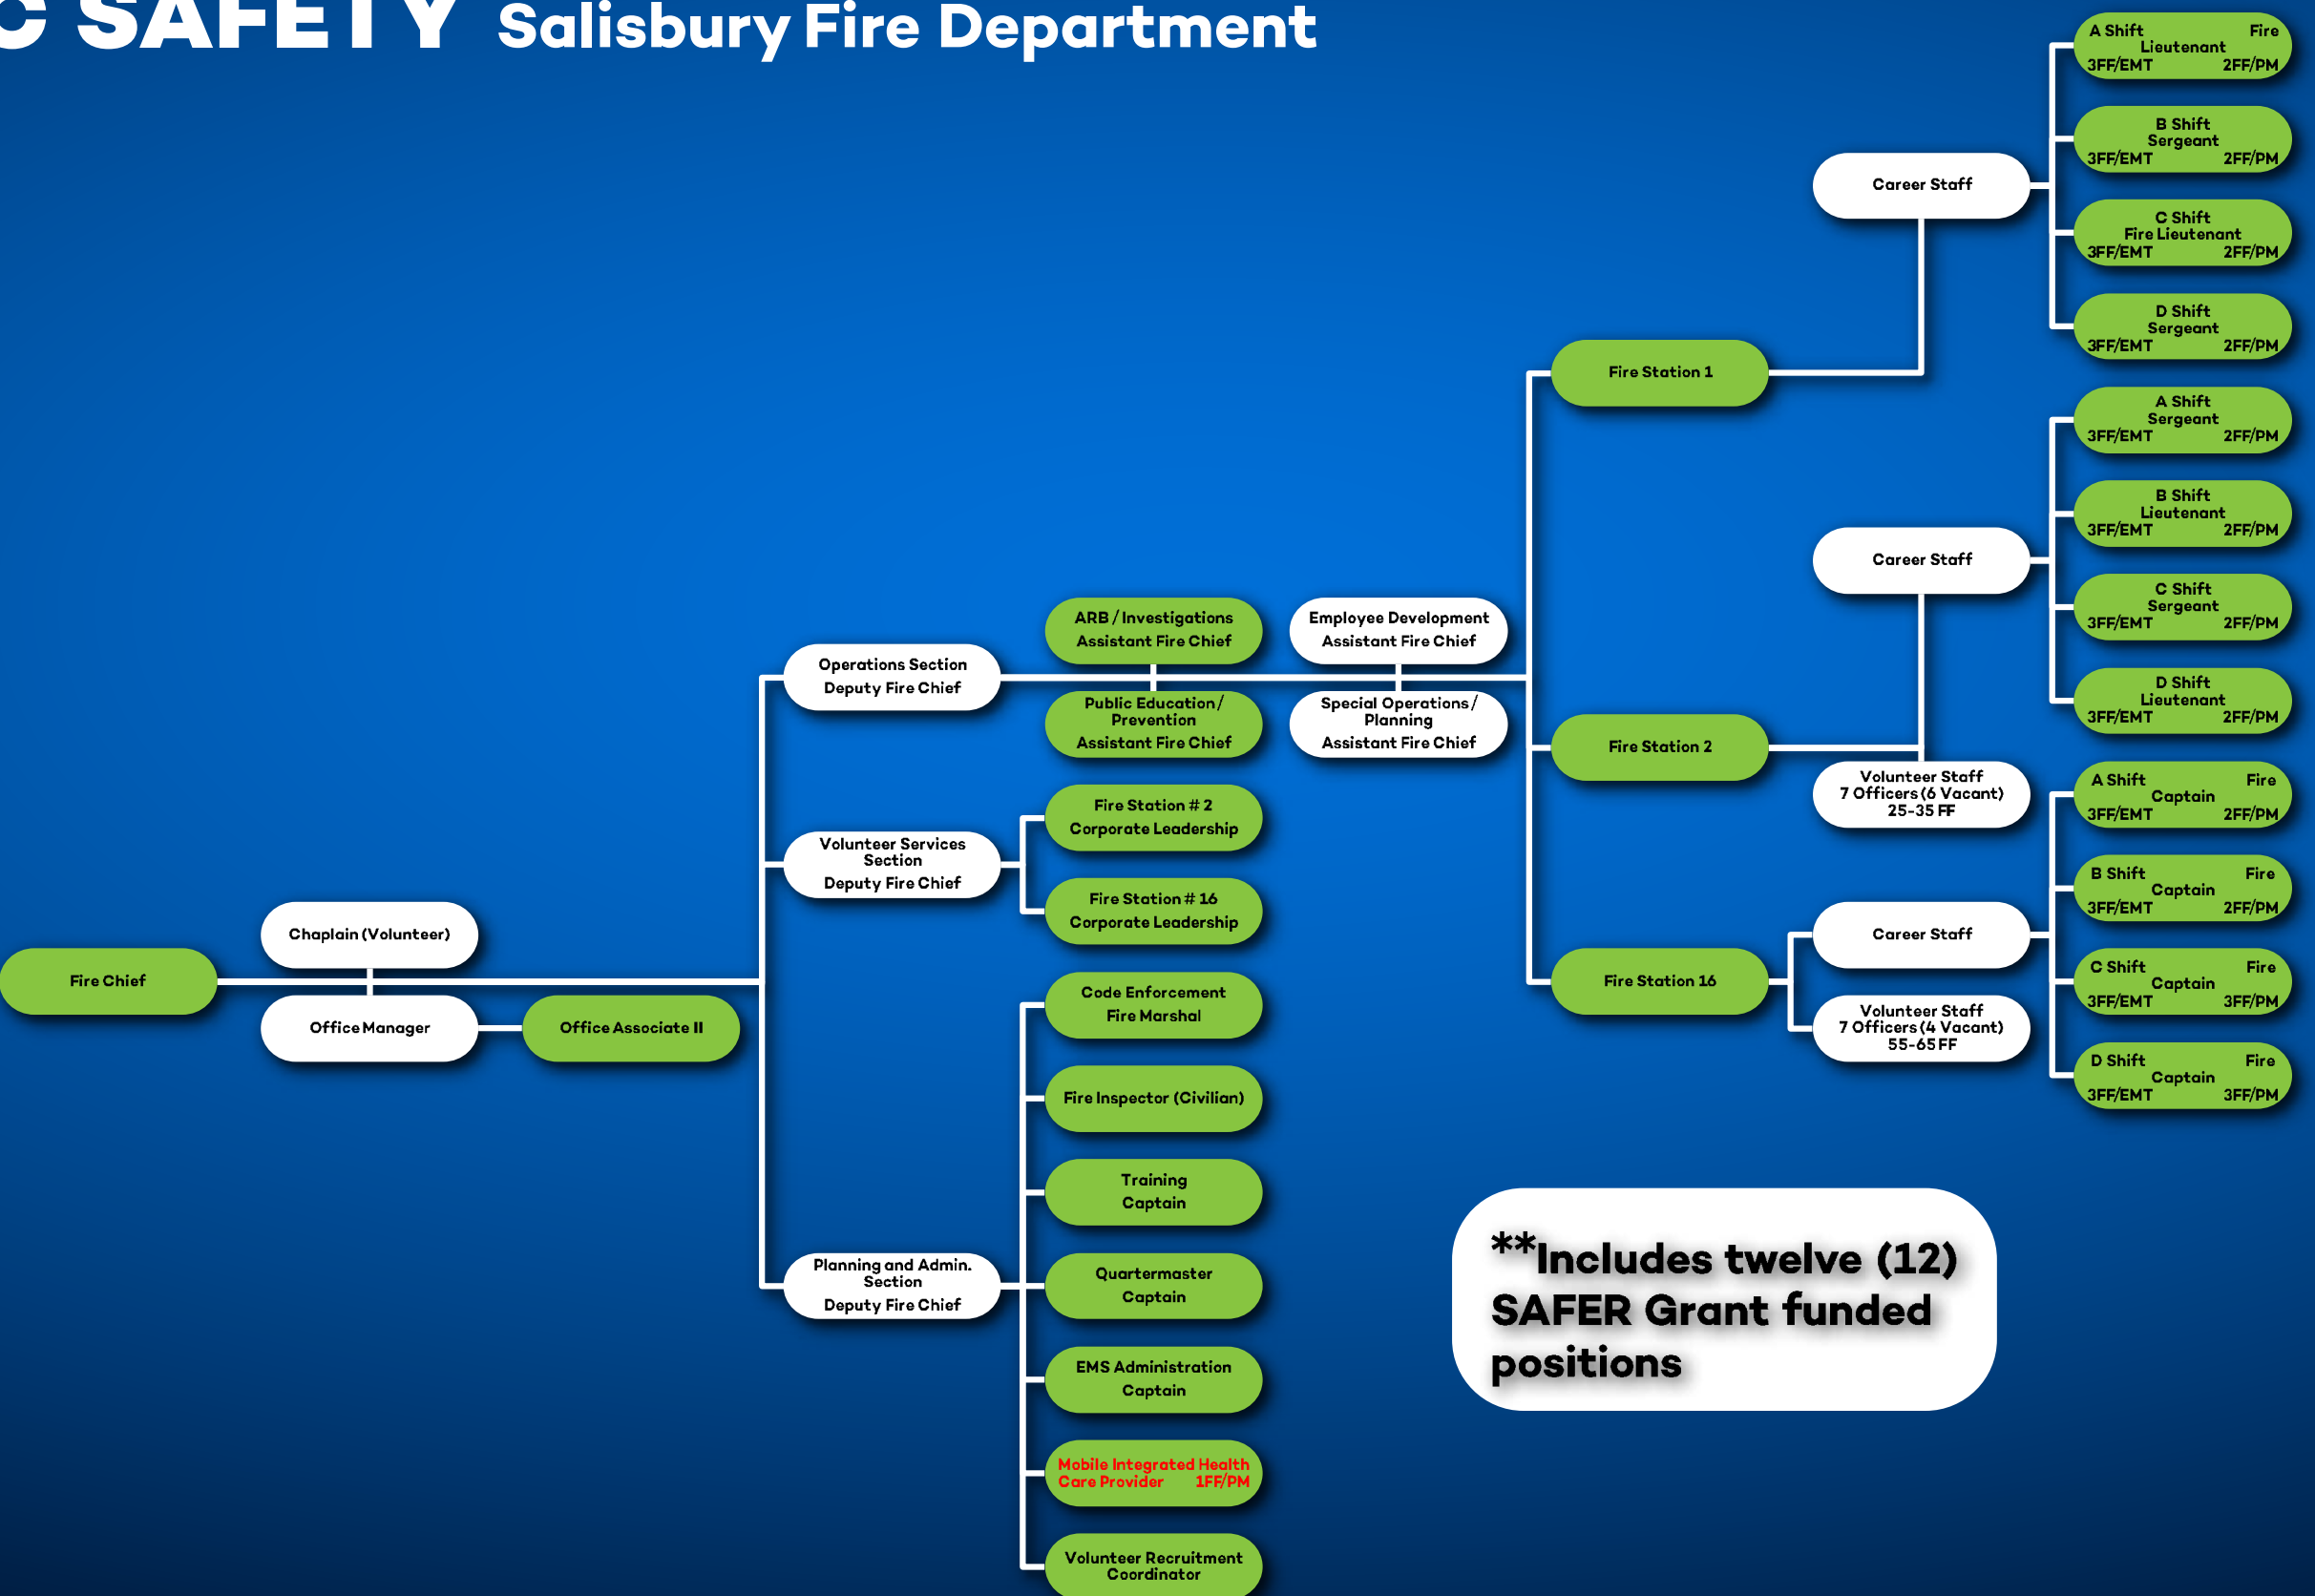 C SAFETY Salisbury Fire Department
Fire Chief
Chaplain (Volunteer)
Office Manager
Office Associate II
Operations Section
Deputy Fire Chief
Volunteer Services
Section
Deputy Fire Chief
Planning and Admin.
Section
Deputy Fire Chief
ARB / Investigations
Assistant Fire Chief
Public Education /
Prevention
Assistant Fire Chief
Employee Development
Assistant Fire Chief
Special Operations /
Planning
Assistant Fire Chief
Fire Station # 2
Corporate Leadership
Fire Station # 16
Corporate Leadership
Code Enforcement
Fire Marshal
Fire Inspector (Civilian)
Training
Captain
Quartermaster
Captain
EMS Administration
Captain
Mobile Integrated Health
Care Provider 1FF/PM
Volunteer Recruitment
Coordinator
Fire Station 1
Career Staff
A Shift Fire
Lieutenant
3FF/EMT 2FF/PM
B Shift
Sergeant
3FF/EMT 2FF/PM
C Shift
Fire Lieutenant
3FF/EMT 2FF/PM
D Shift
Sergeant
3FF/EMT 2FF/PM
Fire Station 2
Career Staff
A Shift
Sergeant
3FF/EMT 2FF/PM
B Shift
Lieutenant
3FF/EMT 2FF/PM
C Shift
Sergeant
3FF/EMT 2FF/PM
D Shift
Lieutenant
3FF/EMT 2FF/PM
Volunteer Staff
7 Officers (6 Vacant)
25-35 FF
Fire Station 16
Career Staff
A Shift Fire
Captain
3FF/EMT 2FF/PM
B Shift Fire
Captain
3FF/EMT 2FF/PM
C Shift Fire
Captain
3FF/EMT 3FF/PM
D Shift Fire
Captain
3FF/EMT 3FF/PM
Volunteer Staff
7 Officers (4 Vacant)
55-65 FF
**Includes twelve (12)
SAFER Grant funded
positions